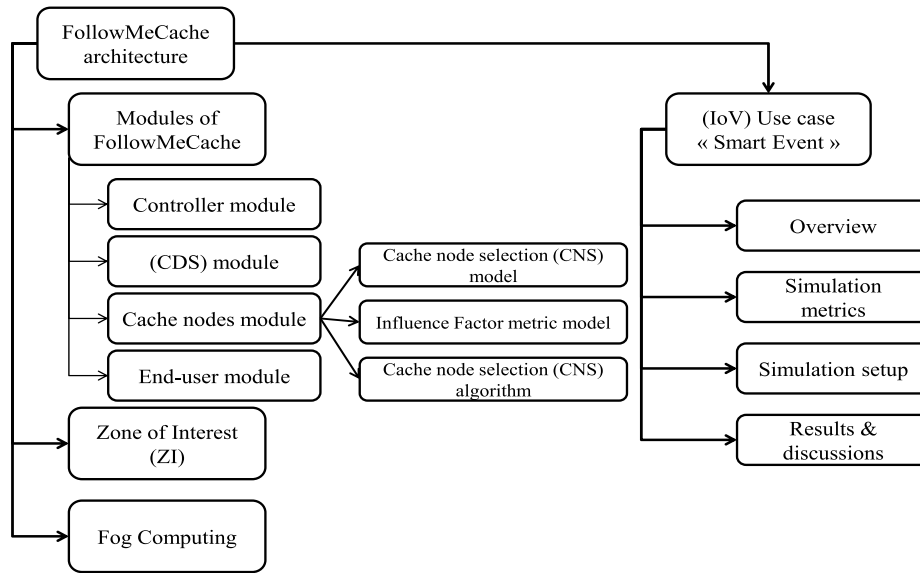 FollowMeCache
architecture
Modules of
FollowMeCache
(IoV) Use case
« Smart Event »
Controller module
Overview
(CDS) module
Cache node selection (CNS)
model
Simulation
metrics
Cache nodes module
Influence Factor metric model
End-user module
Cache node selection (CNS)
algorithm
Simulation setup
Zone of Interest
(ZI)
Results &
discussions
Fog Computing